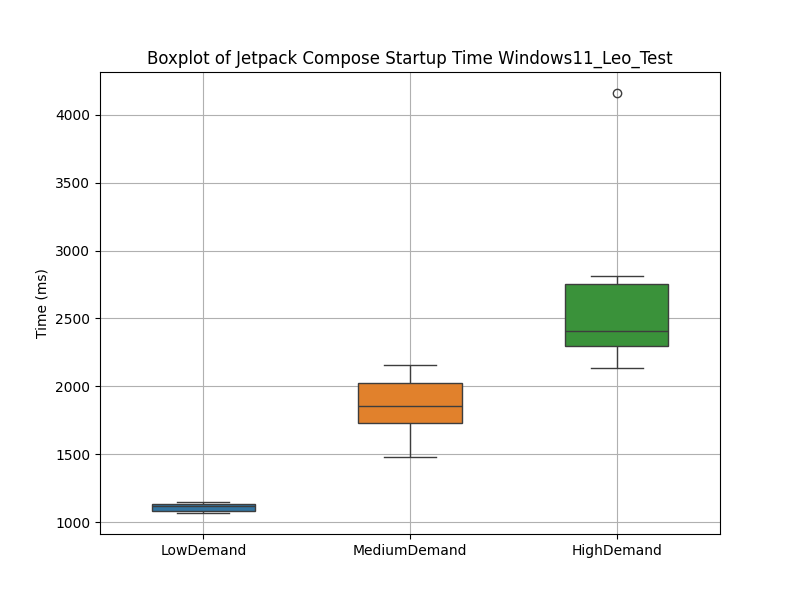 Boxplot of Jetpack Compose Startup Time Windows11_Leo_Test
4000
3500
3000
2500
2000
1500
1000
Time (ms)
LowDemand MediumDemand HighDemand